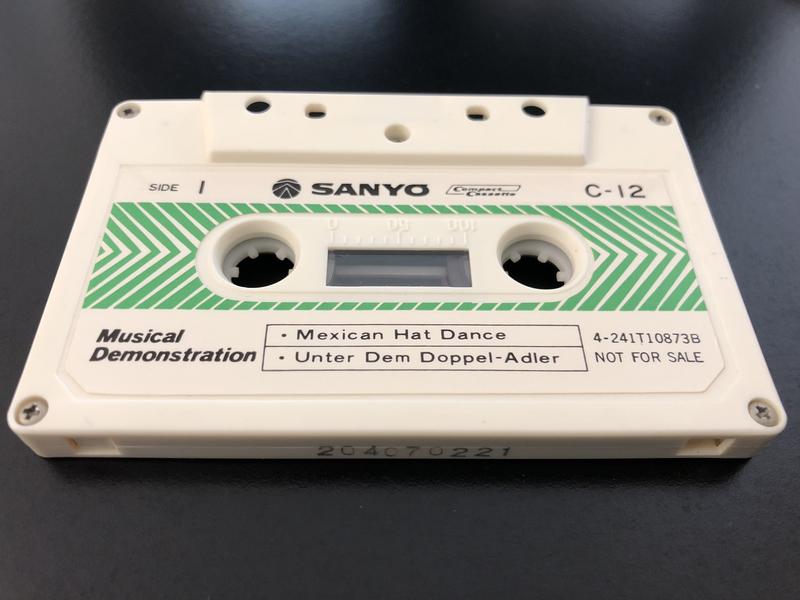 SIDE 1 SANYO Compact Cassette C-12
0 50 100
Musical
Demonstration
• Mexican Hat Dance
• Unter Dem Doppel-Adler
4-241T10873B
NOT FOR SALE
204070221